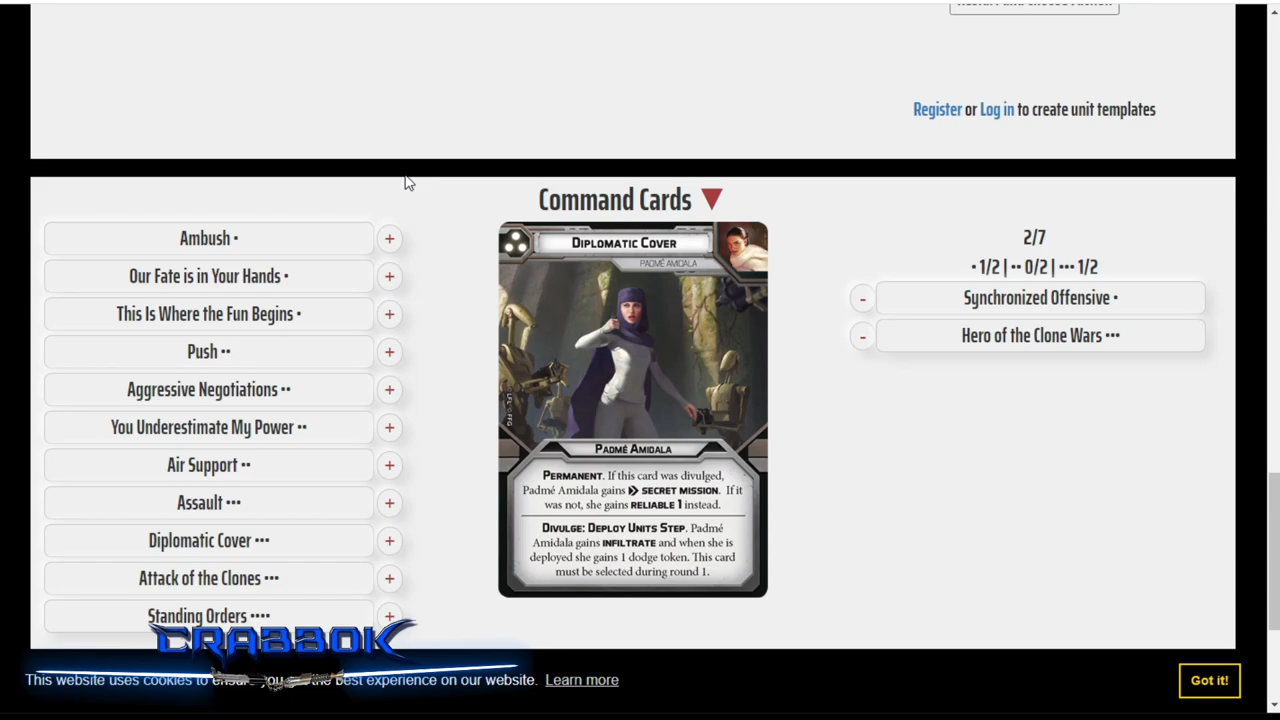 Register or Log in to create unit templates
Command Cards
Ambush •
+
Our Fate is in Your Hands •
+
This Is Where the Fun Begins •
+
Push ••
+
Aggressive Negotiations ••
+
You Underestimate My Power ••
+
Air Support ••
+
Assault •••
+
Diplomatic Cover •••
+
Attack of the Clones •••
+
Standing Orders ••••
+
DIPLOMATIC COVER
PADMÉ AMIDALA
LFL ©FFG
PADMÉ AMIDALA
PERMANENT. If this card was divulged,
Padmé Amidala gains SECRET MISSION. If it
was not, she gains RELIABLE 1 instead.
DIVULGE: DEPLOY UNITS STEP. Padmé
Amidala gains INFILTRATE and when she is
deployed she gains 1 dodge token. This card
must be selected during round 1.
2/7
• 1/2 | •• 0/2 | ••• 1/2
- Synchronized Offensive •
- Hero of the Clone Wars •••
CRABBOK
This website uses cookies to ensure you get the best experience on our website. Learn more
Got it!